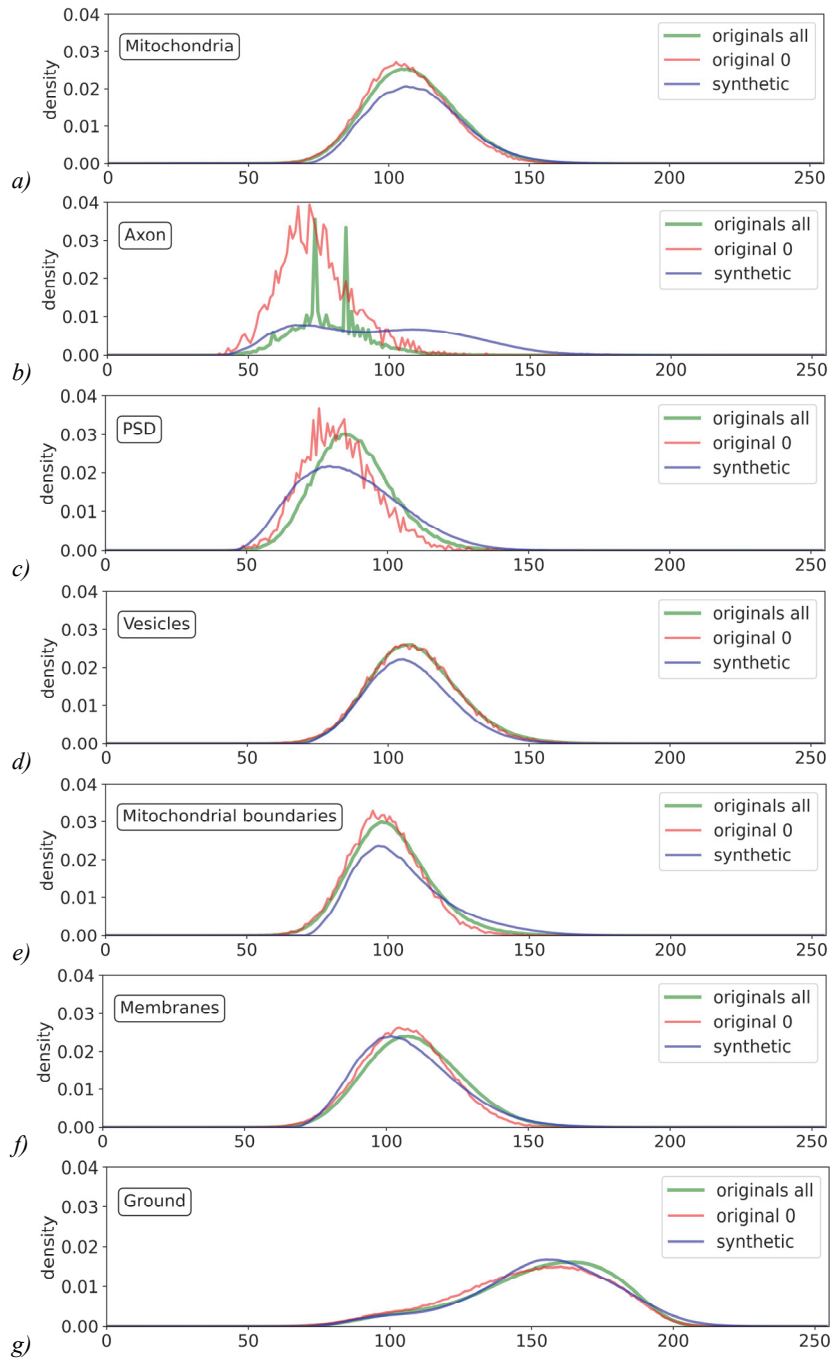 0.04
0.03
0.02
0.01
0.00
density
Mitochondria
originals all
original 0
synthetic
0 50 100 150 200 250
a)
0.04
0.03
0.02
0.01
0.00
density
Axon
originals all
original 0
synthetic
0 50 100 150 200 250
b)
0.04
0.03
0.02
0.01
0.00
density
PSD
originals all
original 0
synthetic
0 50 100 150 200 250
c)
0.04
0.03
0.02
0.01
0.00
density
Vesicles
originals all
original 0
synthetic
0 50 100 150 200 250
d)
0.04
0.03
0.02
0.01
0.00
density
Mitochondrial boundaries
originals all
original 0
synthetic
0 50 100 150 200 250
e)
0.04
0.03
0.02
0.01
0.00
density
Membranes
originals all
original 0
synthetic
0 50 100 150 200 250
f)
0.04
0.03
0.02
0.01
0.00
density
Ground
originals all
original 0
synthetic
0 50 100 150 200 250
g)